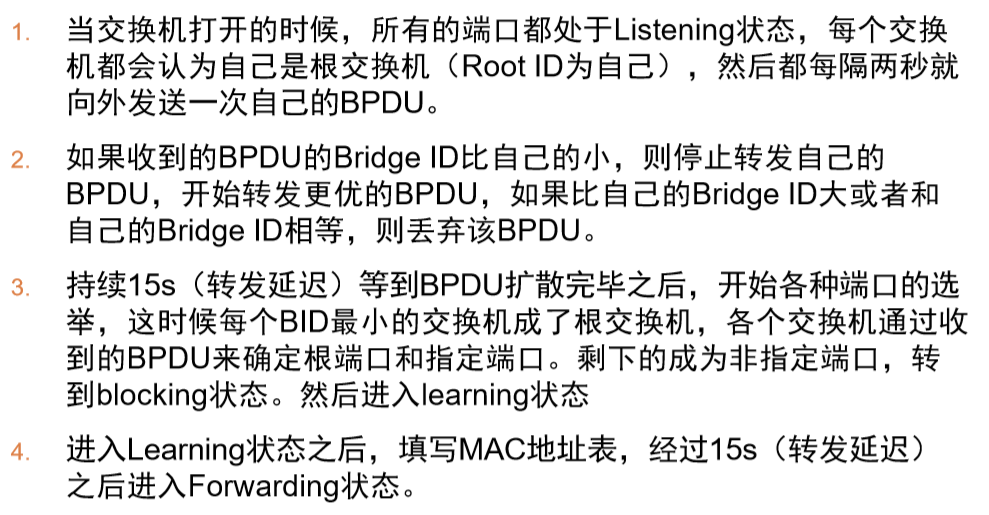 1. 当交换机打开的时候，所有的端口都处于Listening状态，每个交换
机都会认为自己是根交换机（Root ID为自己），然后都每隔两秒就
向外发送一次自己的BPDU。
2. 如果收到的BPDU的Bridge ID比自己的小，则停止转发自己的
BPDU，开始转发更优的BPDU，如果比自己的Bridge ID大或者和
自己的Bridge ID相等，则丢弃该BPDU。
3. 持续15s（转发延迟）等到BPDU扩散完毕之后，开始各种端口的选
举，这时候每个BID最小的交换机成了根交换机，各个交换机通过收
到的BPDU来确定根端口和指定端口。剩下的成为非指定端口，转
到blocking状态。然后进入learning状态
4. 进入Learning状态之后，填写MAC地址表，经过15s（转发延迟）
之后进入Forwarding状态。